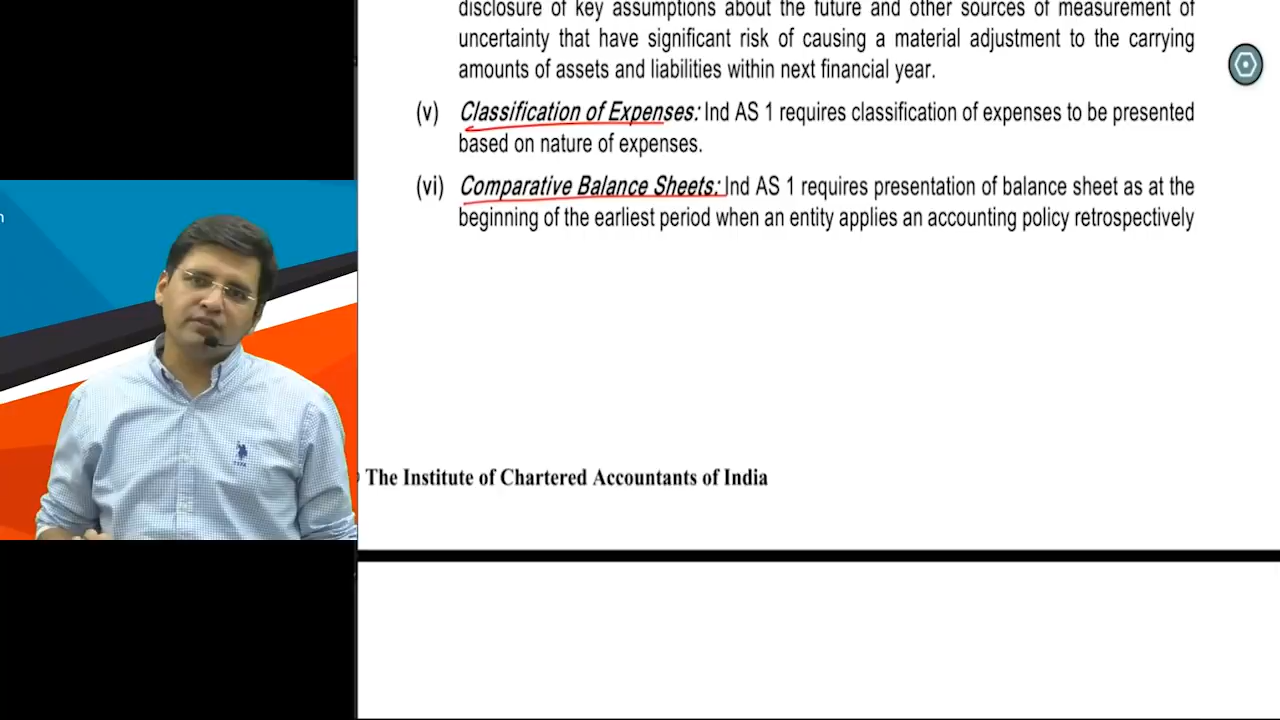 disclosure of key assumptions about the future and other sources of measurement of
uncertainty that have significant risk of causing a material adjustment to the carrying
amounts of assets and liabilities within next financial year.
(v) Classification of Expenses: Ind AS 1 requires classification of expenses to be presented
based on nature of expenses.
(vi) Comparative Balance Sheets: Ind AS 1 requires presentation of balance sheet as at the
beginning of the earliest period when an entity applies an accounting policy retrospectively
The Institute of Chartered Accountants of India